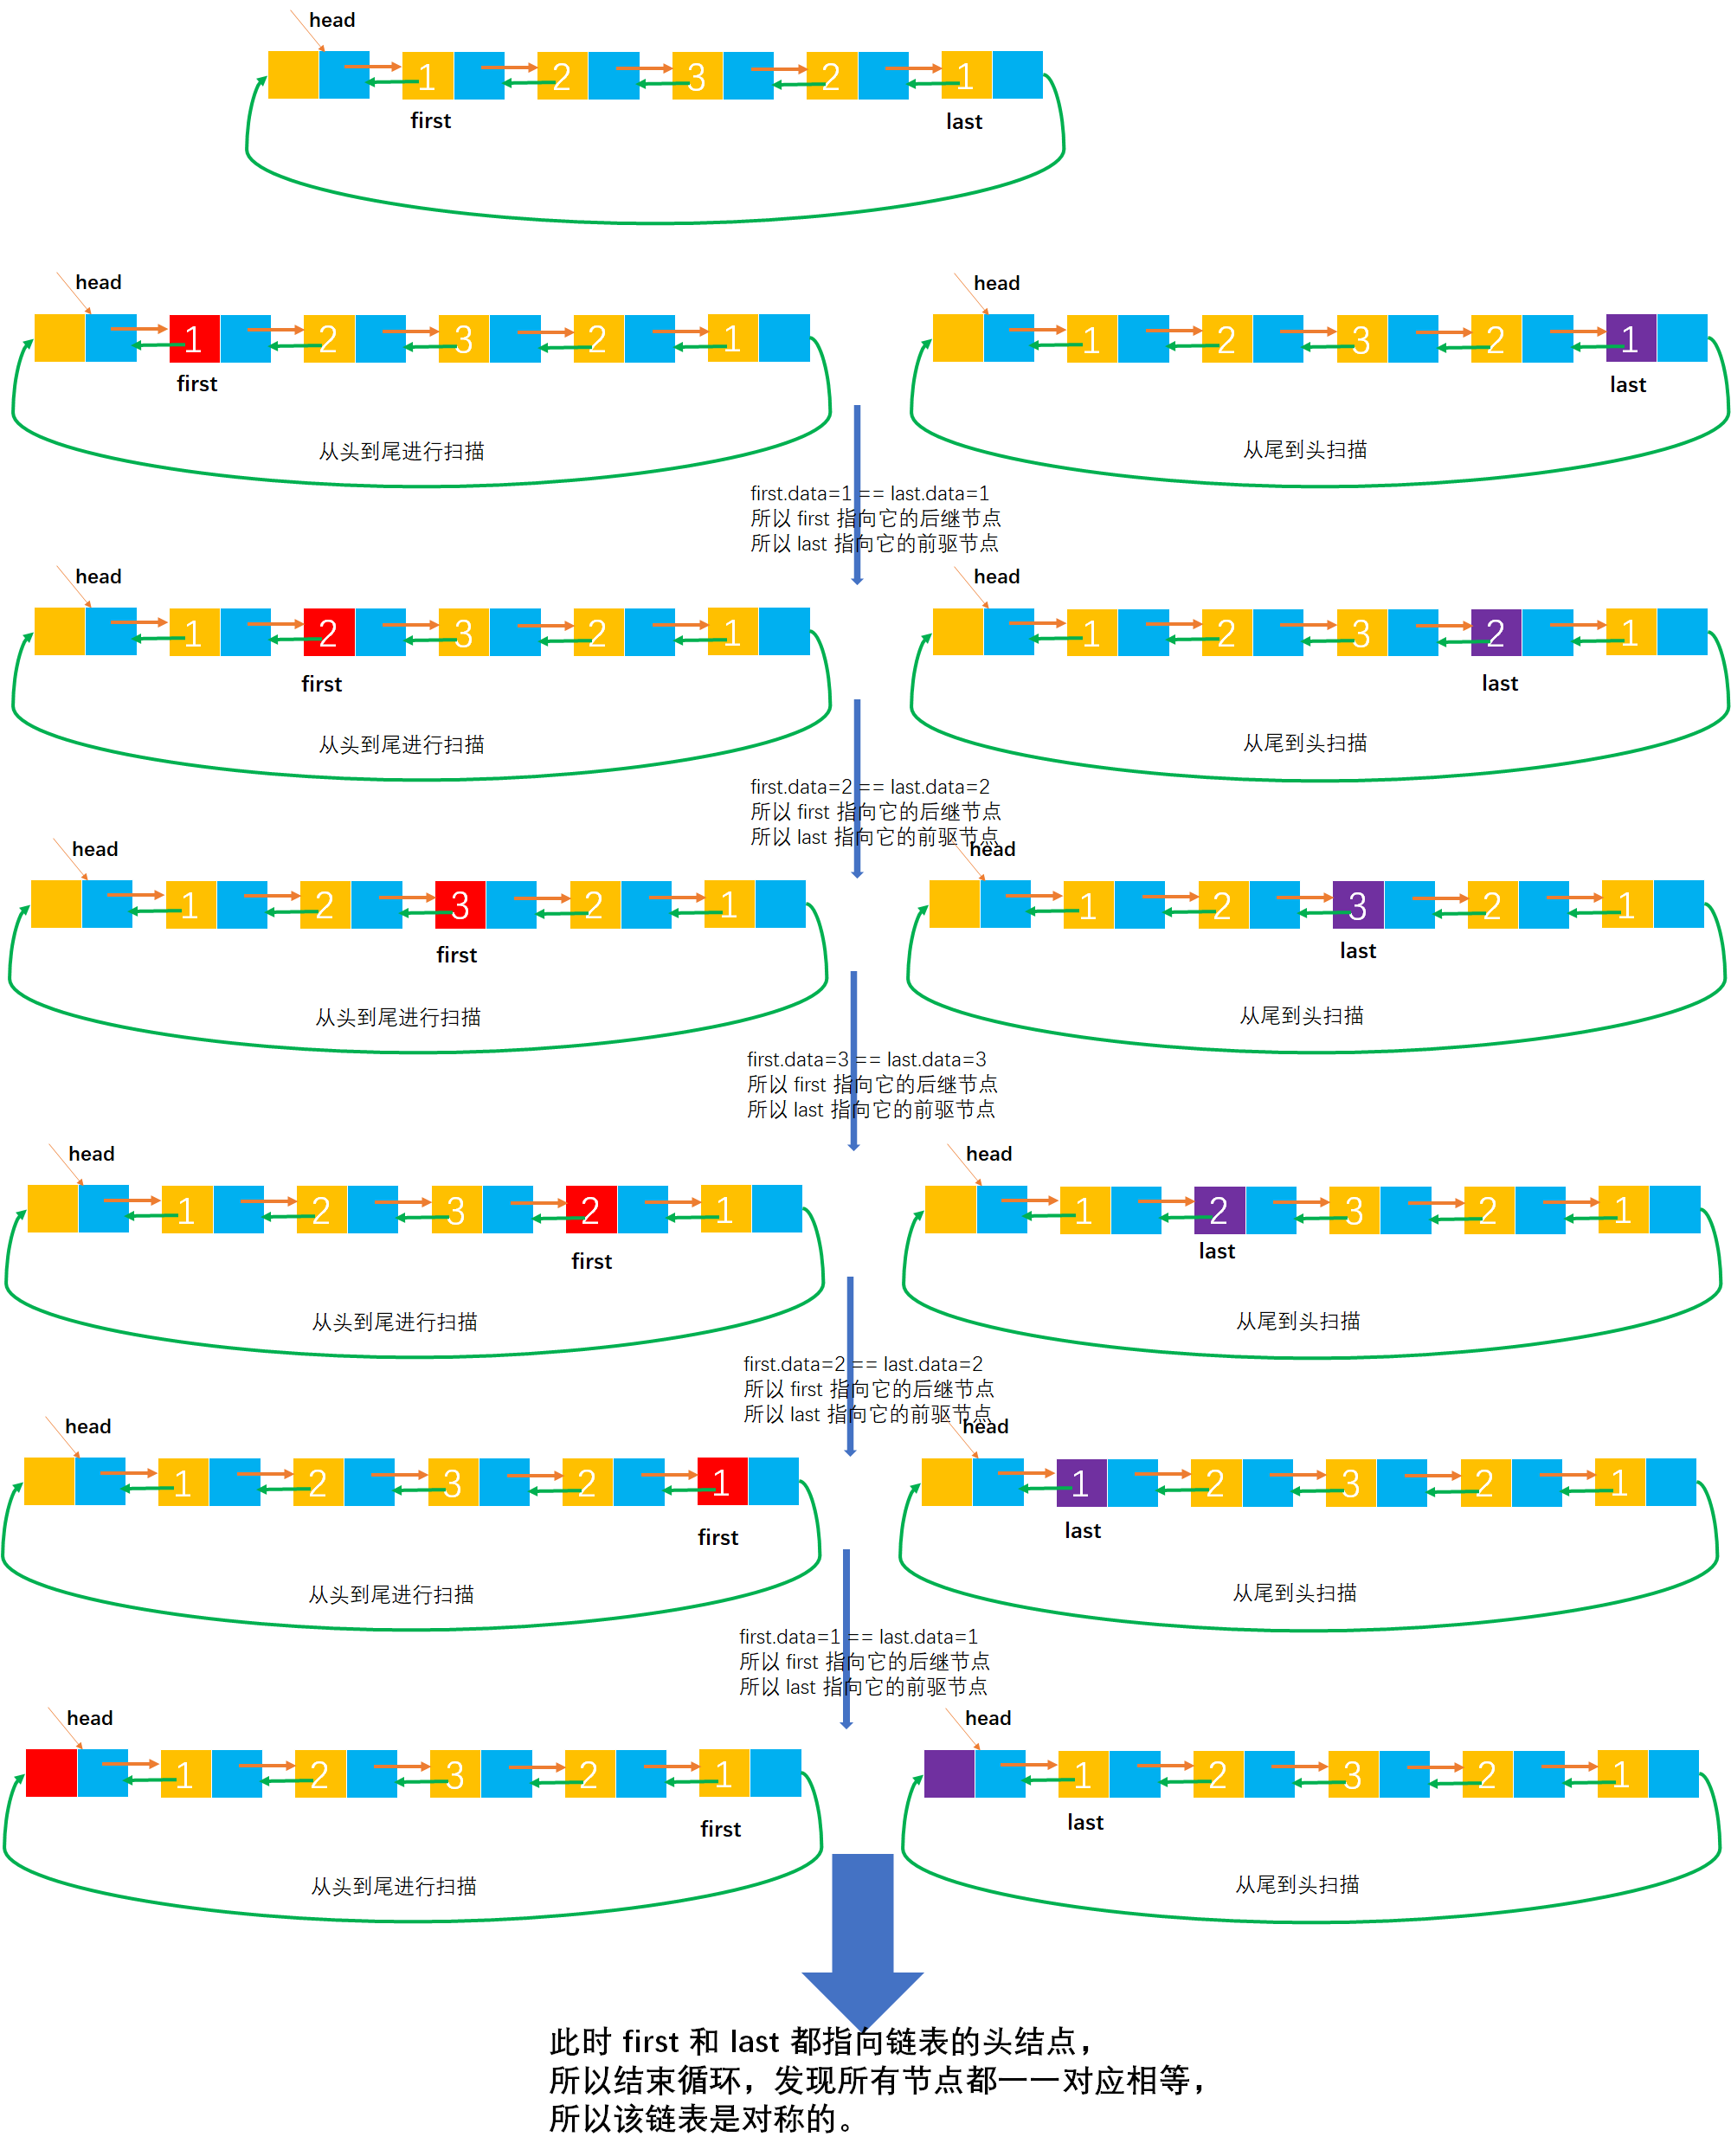 head
1 2 3 2 1
first last
head head
1 2 3 2 1 1 2 3 2 1
first last
从头到尾进行扫描 从尾到头扫描
first.data=1 == last.data=1
所以 first 指向它的后继节点
所以 last 指向它的前驱节点
head head
1 2 3 2 1 1 2 3 2 1
first last
从头到尾进行扫描 从尾到头扫描
first.data=2 == last.data=2
所以 first 指向它的后继节点
所以 last 指向它的前驱节点
head head
1 2 3 2 1 1 2 3 2 1
first last
从头到尾进行扫描 从尾到头扫描
first.data=3 == last.data=3
所以 first 指向它的后继节点
所以 last 指向它的前驱节点
head head
1 2 3 2 1 1 2 3 2 1
first last
从头到尾进行扫描 从尾到头扫描
first.data=2 == last.data=2
所以 first 指向它的后继节点
所以 last 指向它的前驱节点
head head
1 2 3 2 1 1 2 3 2 1
first last
从头到尾进行扫描 从尾到头扫描
first.data=1 == last.data=1
所以 first 指向它的后继节点
所以 last 指向它的前驱节点
head head
1 2 3 2 1 1 2 3 2 1
first last
从头到尾进行扫描 从尾到头扫描
此时 first 和 last 都指向链表的头结点，
所以结束循环，发现所有节点都一一对应相等，
所以该链表是对称的。